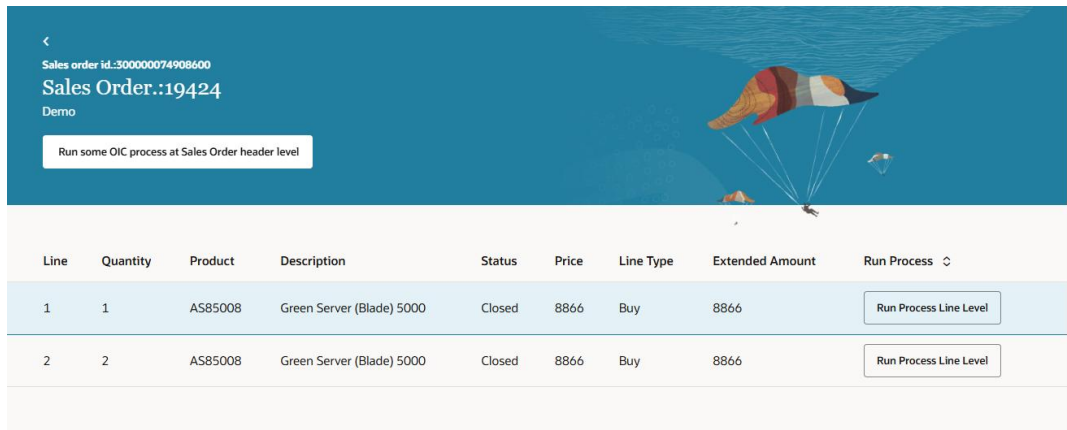 Sales order id.:300000074908600
Sales Order.:19424
Demo
Run some OIC process at Sales Order header level
Line Quantity Product Description Status Price Line Type Extended Amount Run Process
1 1 AS85008 Green Server (Blade) 5000 Closed 8866 Buy 8866 Run Process Line Level
2 2 AS85008 Green Server (Blade) 5000 Closed 8866 Buy 8866 Run Process Line Level